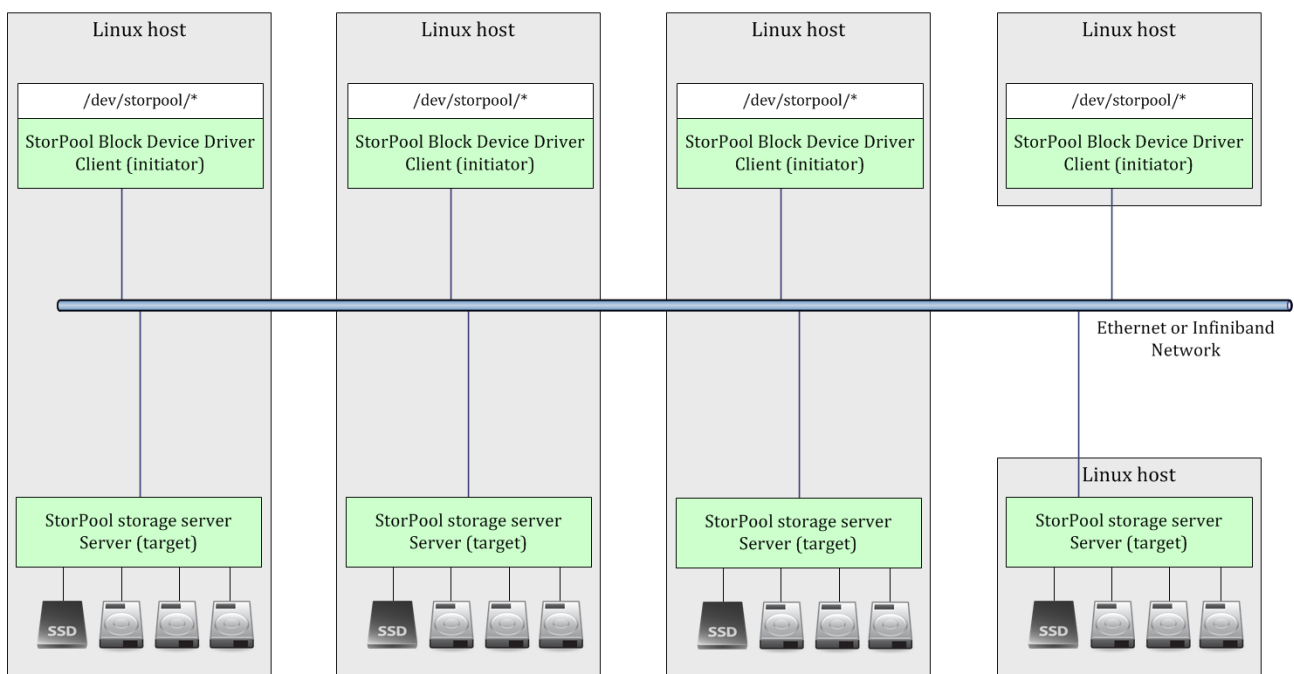 Linux host
/dev/storpool/*
StorPool Block Device Driver
Client (initiator)
StorPool storage server
Server (target)
SSD
Linux host
/dev/storpool/*
StorPool Block Device Driver
Client (initiator)
StorPool storage server
Server (target)
SSD
Linux host
/dev/storpool/*
StorPool Block Device Driver
Client (initiator)
StorPool storage server
Server (target)
SSD
Linux host
/dev/storpool/*
StorPool Block Device Driver
Client (initiator)
Ethernet or Infiniband
Network
Linux host
StorPool storage server
Server (target)
SSD